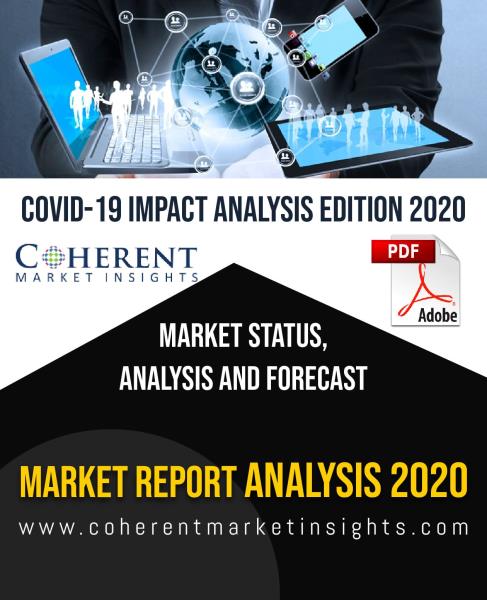 COVID-19 IMPACT ANALYSIS EDITION 2020
COHERENT
MARKET INSIGHTS
PDF
Adobe
MARKET STATUS,
ANALYSIS AND FORECAST
MARKET REPORT ANALYSIS 2020
www.coherentmarketinsights.com